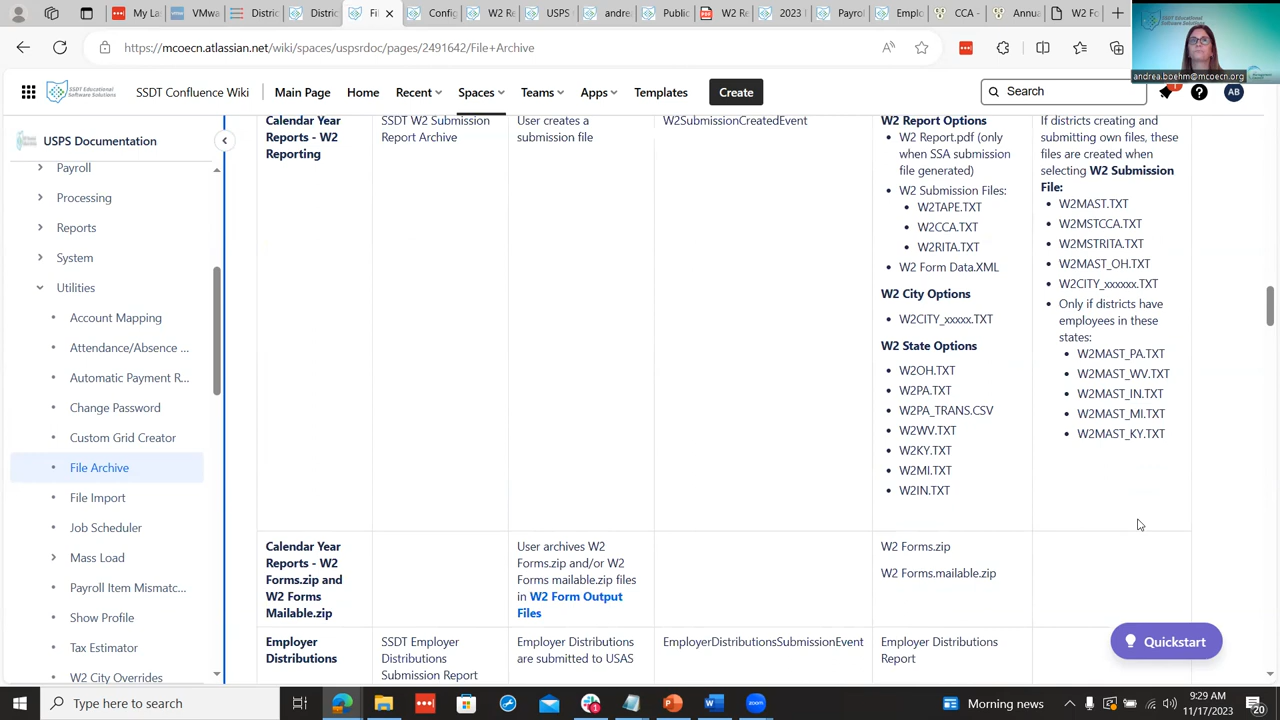 My La
VMwa
Distri
Distric
Fil
Config
W2 Re
USPS
andre
Public
W2 Re
2023 I
Payro
Emplo
CCA -
Annua
W2 Fo
https://mcoecn.atlassian.net/wiki/spaces/uspsrdoc/pages/2491642/File+Archive
andrea.boehm@mcoecn.org
SSDT Educational
Software Solutions
SSDT Confluence Wiki
Main Page
Home
Recent
Spaces
Teams
Apps
Templates
Create
Search
1
AB
USPS Documentation
Payroll
Processing
Reports
System
Utilities
Account Mapping
Attendance/Absence ...
Automatic Payment R...
Change Password
Custom Grid Creator
File Archive
File Import
Job Scheduler
Mass Load
Payroll Item Mismatc...
Show Profile
Tax Estimator
W2 City Overrides
Calendar Year
Reports - W2
Reporting
SSDT W2 Submission
Report Archive
User creates a
submission file
W2SubmissionCreatedEvent
W2 Report Options
W2 Report.pdf (only
when SSA submission
file generated)
W2 Submission Files:
W2TAPE.TXT
W2CCA.TXT
W2RITA.TXT
W2 Form Data.XML
W2 City Options
W2CITY_xxxxx.TXT
W2 State Options
W2OH.TXT
W2PA.TXT
W2PA_TRANS.CSV
W2WV.TXT
W2KY.TXT
W2MI.TXT
W2IN.TXT
If districts creating and
submitting own files, these
files are created when
selecting W2 Submission
File:
W2MAST.TXT
W2MSTCCA.TXT
W2MSTRITA.TXT
W2MAST_OH.TXT
W2CITY_xxxxxx.TXT
Only if districts have
employees in these
states:
W2MAST_PA.TXT
W2MAST_WV.TXT
W2MAST_IN.TXT
W2MAST_MI.TXT
W2MAST_KY.TXT
Calendar Year
Reports - W2
Forms.zip and
W2 Forms
Mailable.zip
User archives W2
Forms.zip and/or W2
Forms mailable.zip files
in W2 Form Output
Files
W2 Forms.zip
W2 Forms.mailable.zip
Employer
Distributions
SSDT Employer
Distributions
Submission Report
Employer Distributions
are submitted to USAS
EmployerDistributionsSubmissionEvent
Employer Distributions
Report
Quickstart
Type here to search
Morning news
9:29 AM
11/17/2023
20